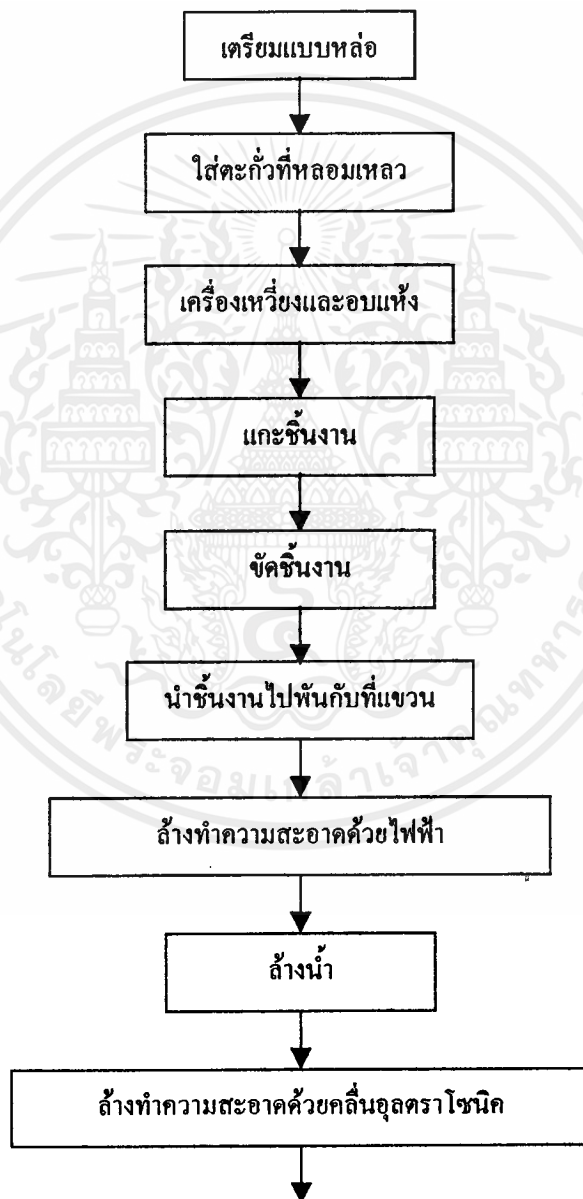 เตรียมแบบหล่อ
ใส่ตะกั่วที่หลอมเหลว
เครื่องเหวี่ยงและอบแห้ง
แกะชิ้นงาน
ขัดชิ้นงาน
นำชิ้นงานไปพันกับที่แขวน
ล้างทำความสะอาดด้วยไฟฟ้า
ล้างน้ำ
ล้างทำความสะอาดด้วยคลื่นอุลตราโซนิค